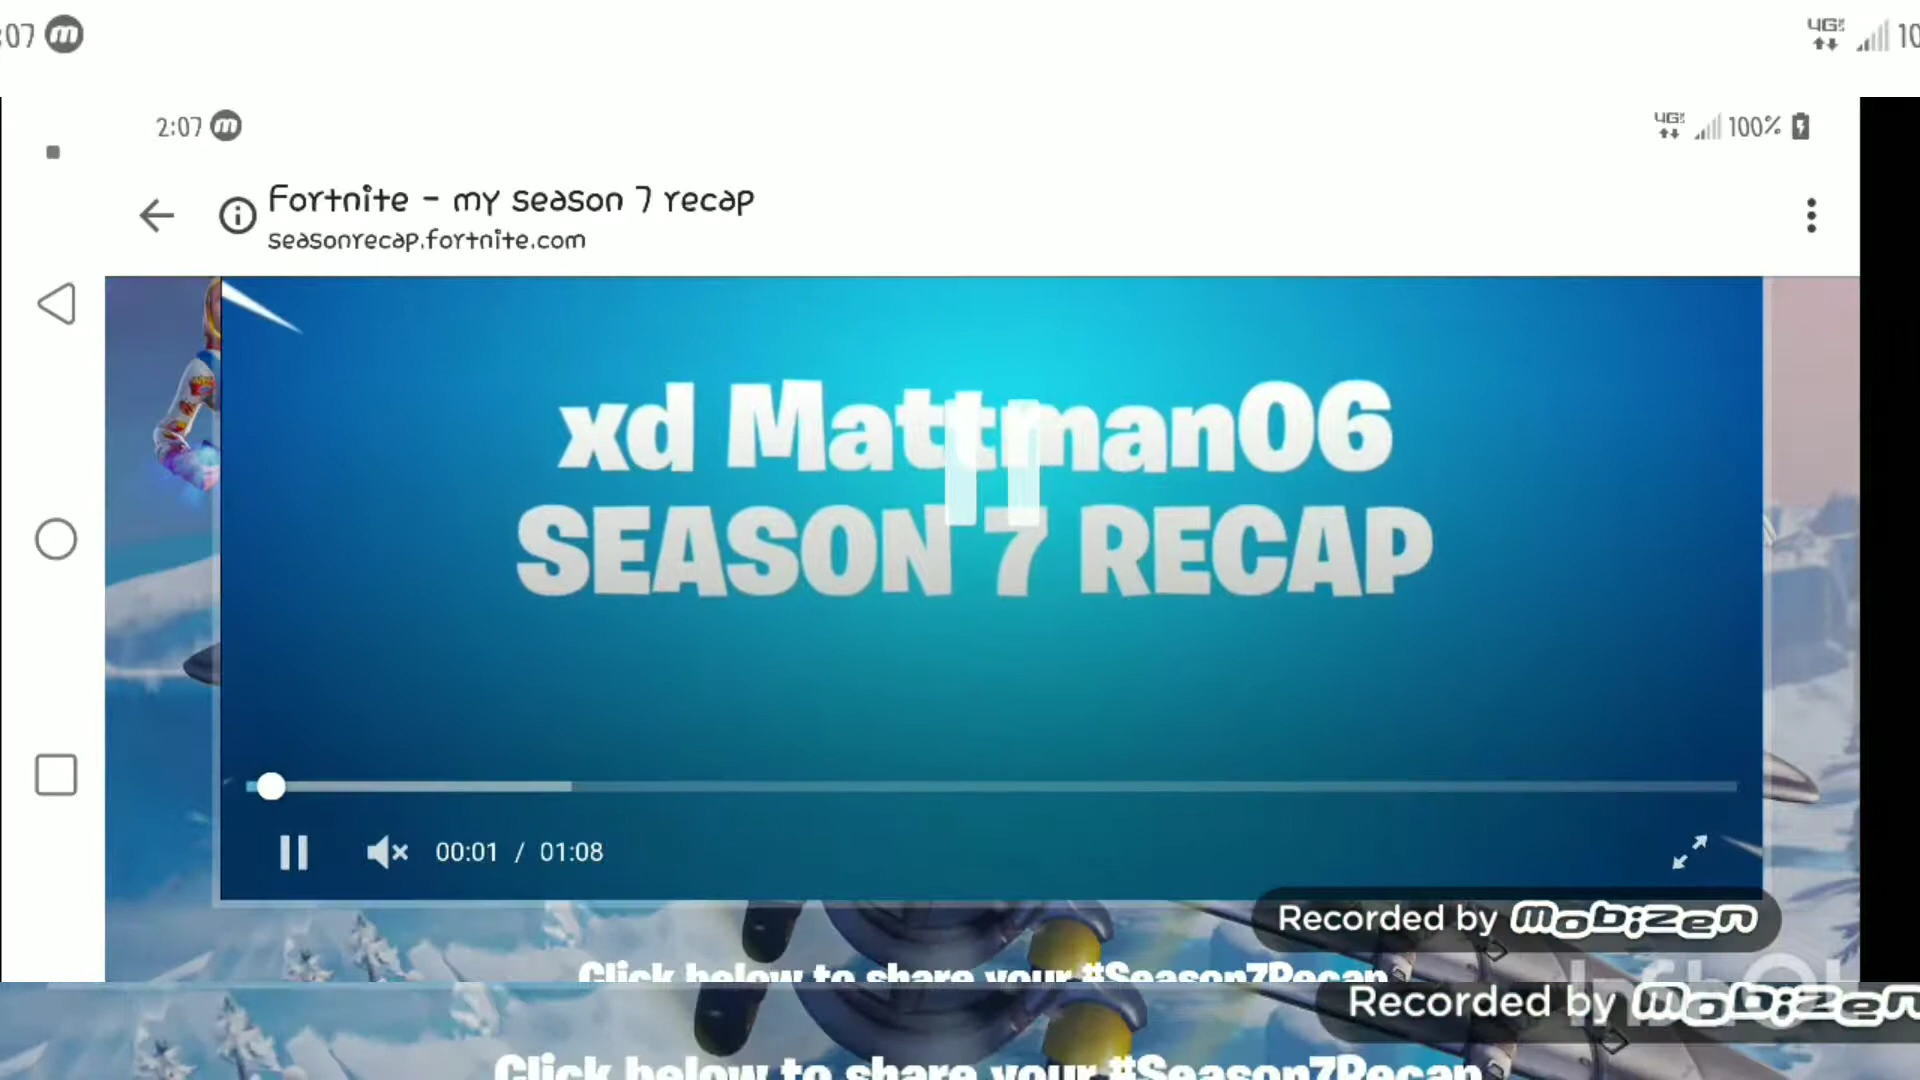 :07 m 4G 10
2:07 m 4G 100%
Fortnite - my season 7 recap
seasonrecap.fortnite.com
xd Mattman06
SEASON 7 RECAP
00:01 / 01:08
Recorded by mobizen
Click below to share your #Season7Recap
Recorded by mobizen
Click below to share your #Season7Recap